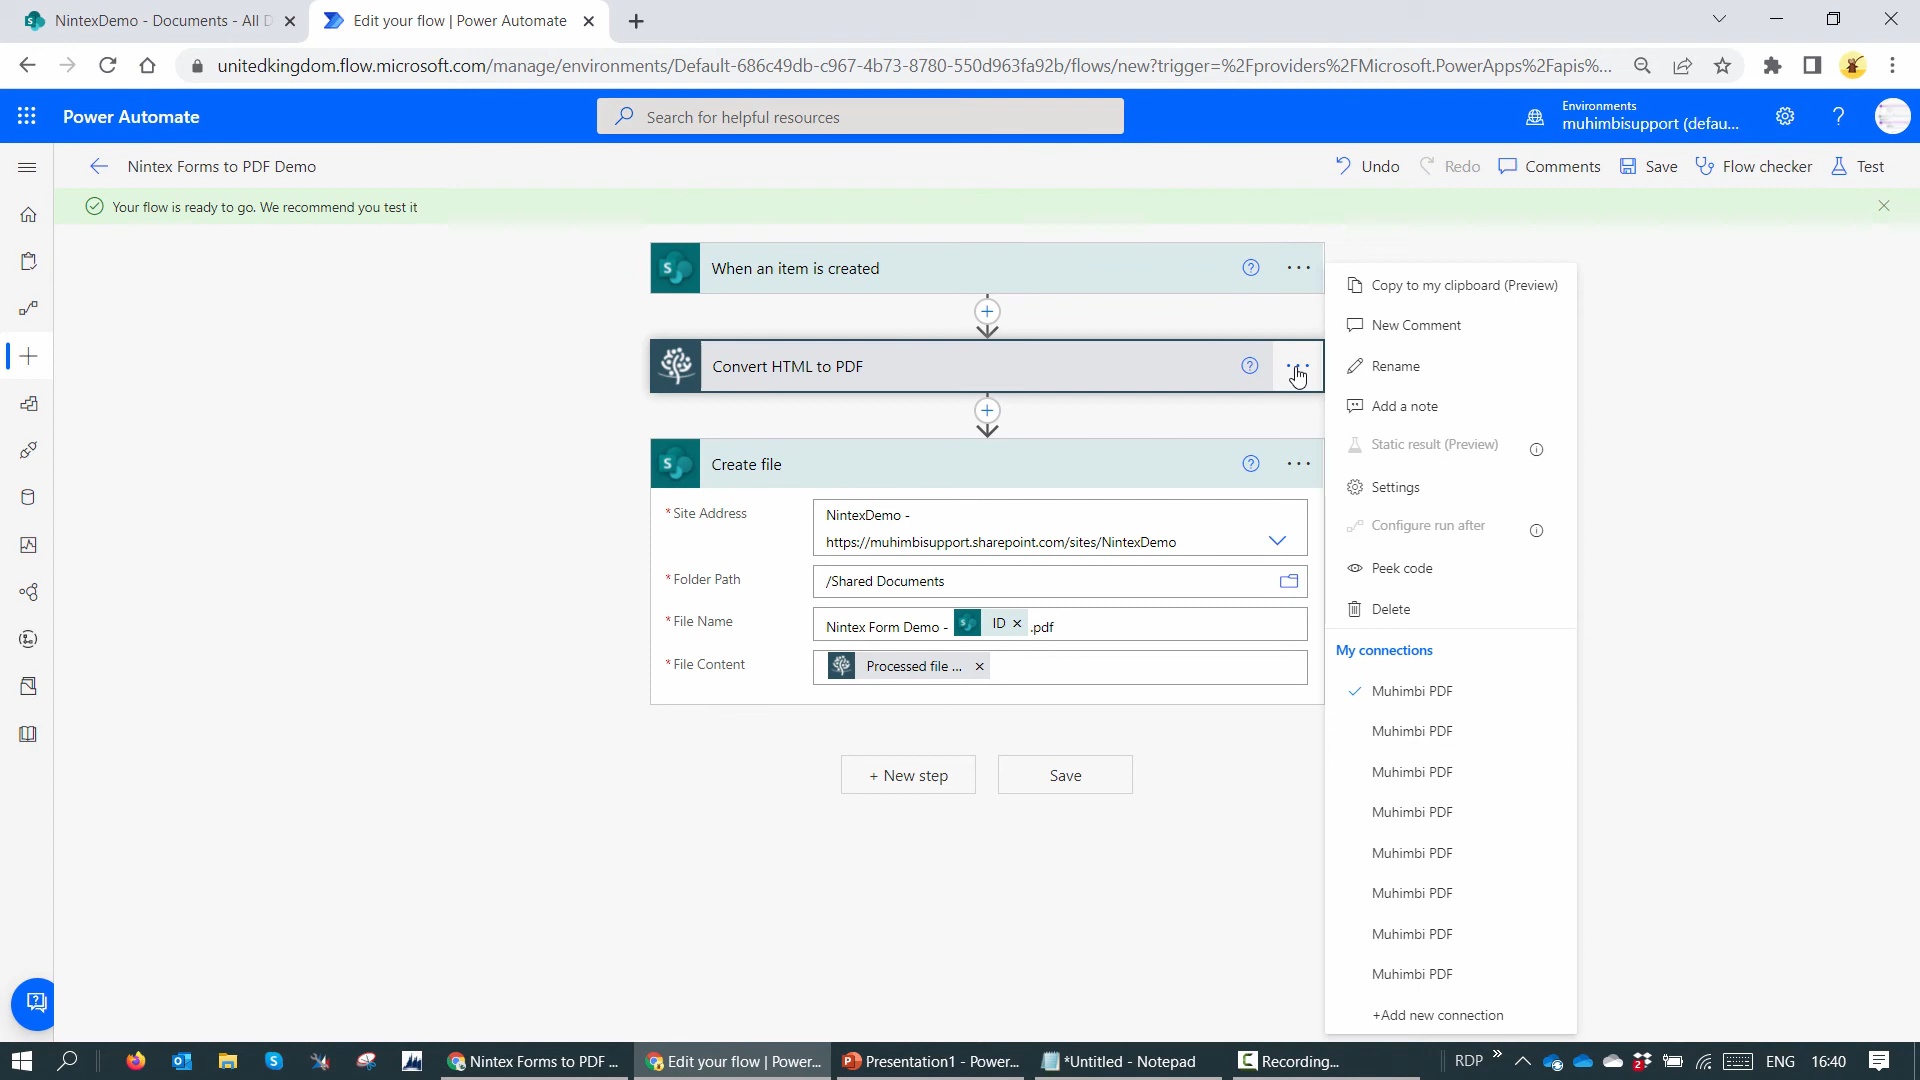 NintexDemo - Documents - All D
Edit your flow | Power Automate
unitedkingdom.flow.microsoft.com/manage/environments/Default-686c49db-c967-4b73-8780-550d963fa92b/flows/new?trigger=%2Fproviders%2FMicrosoft.PowerApps%2Fapis%...
Power Automate
Search for helpful resources
Environments
muhimbisupport (defau...
Nintex Forms to PDF Demo
Undo
Redo
Comments
Save
Flow checker
Test
Your flow is ready to go. We recommend you test it
When an item is created
Convert HTML to PDF
Create file
* Site Address
NintexDemo -
https://muhimbisupport.sharepoint.com/sites/NintexDemo
* Folder Path
/Shared Documents
* File Name
Nintex Form Demo - ID .pdf
* File Content
Processed file ...
+ New step
Save
Copy to my clipboard (Preview)
New Comment
Rename
Add a note
Static result (Preview)
Settings
Configure run after
Peek code
Delete
My connections
Muhimbi PDF
Muhimbi PDF
Muhimbi PDF
Muhimbi PDF
Muhimbi PDF
Muhimbi PDF
Muhimbi PDF
Muhimbi PDF
+Add new connection
Nintex Forms to PDF ...
Edit your flow | Power...
Presentation1 - Power...
*Untitled - Notepad
Recording...
RDP
2
ENG
16:40